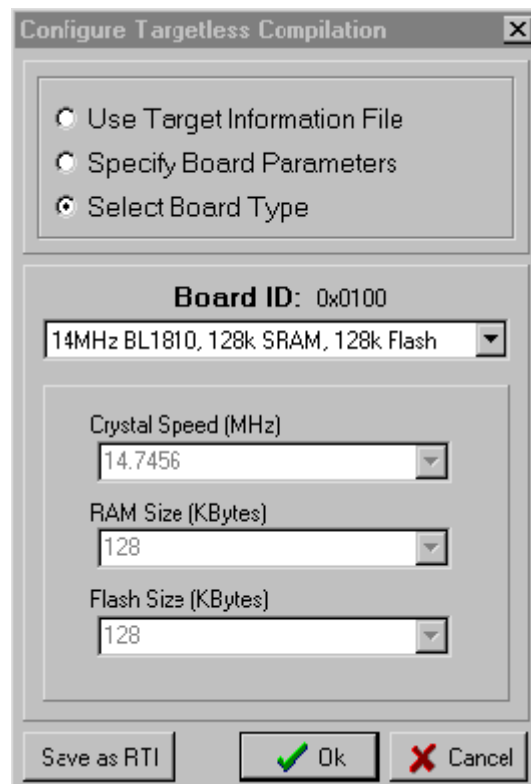 Configure Targetless Compilation
Use Target Information File
Specify Board Parameters
Select Board Type
Board ID: 0x0100
14MHz BL1810, 128k SRAM, 128k Flash
Crystal Speed (MHz)
14.7456
RAM Size (KBytes)
128
Flash Size (KBytes)
128
Save as RTI
Ok
Cancel